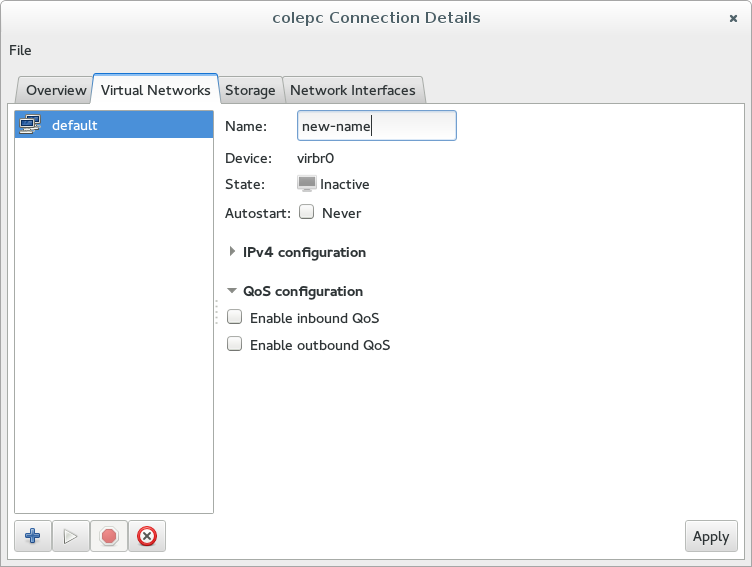 colepc Connection Details
File
Overview
Virtual Networks
Storage
Network Interfaces
default
Name: new-name
Device: virbr0
State: Inactive
Autostart: Never
IPv4 configuration
QoS configuration
Enable inbound QoS
Enable outbound QoS
Apply